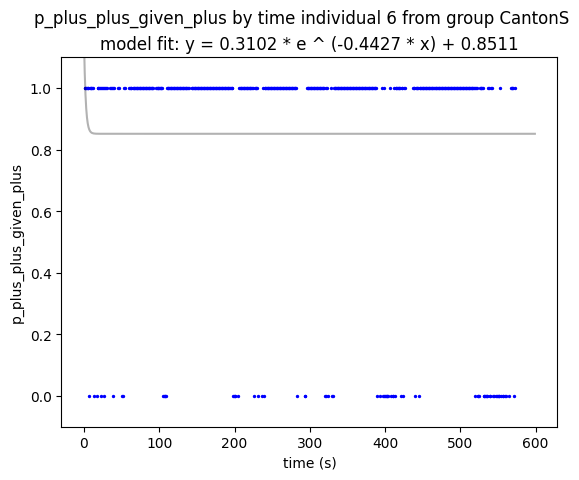 p_plus_plus_given_plus by time individual 6 from group CantonS
model fit: y = 0.3102 * e ^ (-0.4427 * x) + 0.8511
1.0
0.8
0.6
0.4
0.2
0.0
p_plus_plus_given_plus
0 100 200 300 400 500 600
time (s)